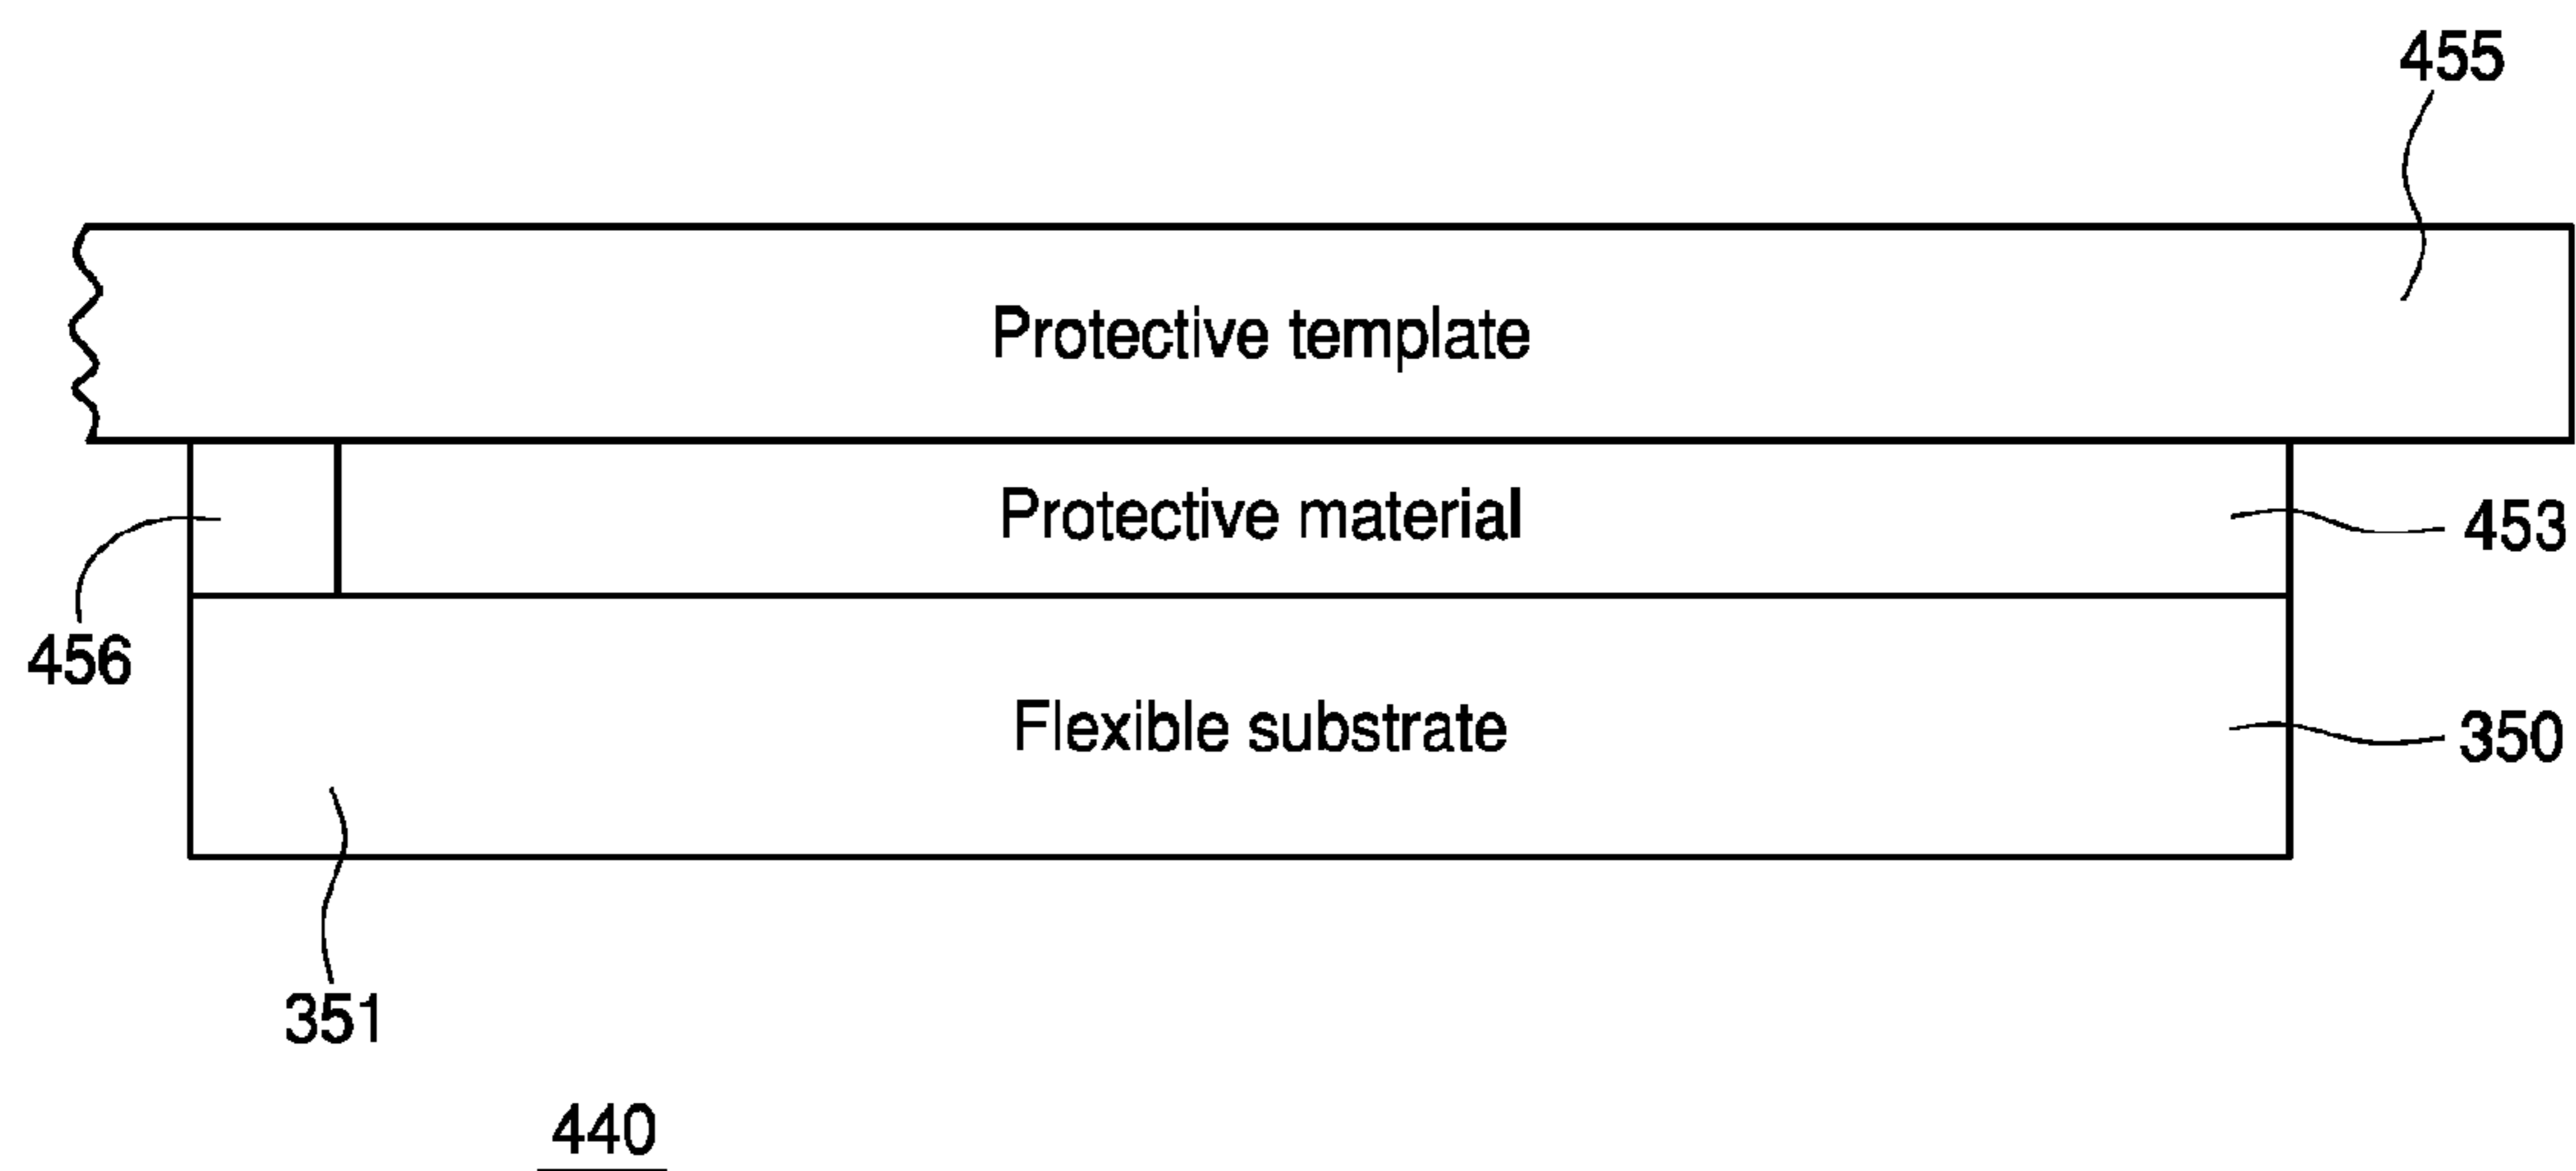 455
Protective template
Protective material
453
456
Flexible substrate
350
351
440